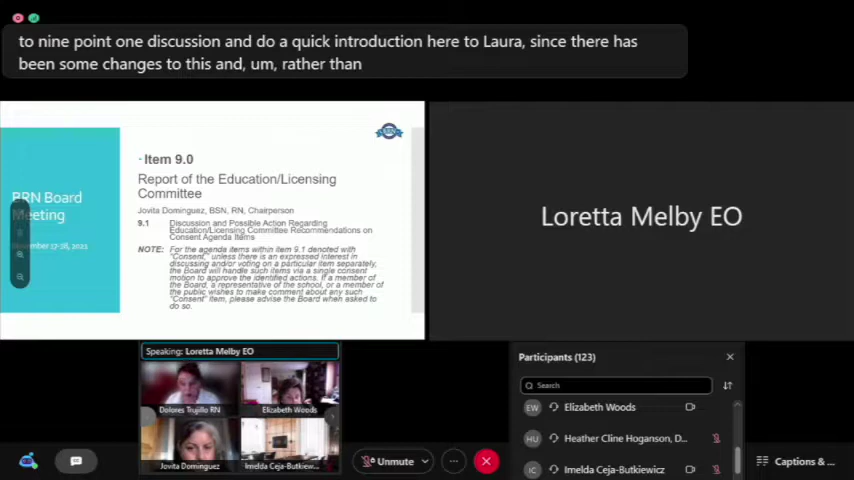 to nine point one discussion and do a quick introduction here to Laura, since there has
been some changes to this and, um, rather than
BRN Board
Meeting
November 17-18, 2021
BRN
· Item 9.0
Report of the Education/Licensing
Committee
Jovita Dominguez, BSN, RN, Chairperson
9.1 Discussion and Possible Action Regarding
Education/Licensing Committee Recommendations on
Consent Agenda Items
NOTE: For the agenda items within item 9.1 denoted with
"Consent," unless there is an expressed interest in
discussing and/or voting on a particular item separately,
the Board will handle such items via a single consent
motion to approve the identified actions. If a member
of the Board, a representative of the school, or a member of
the public wishes to make comment about any such
"Consent" item, please advise the Board when asked to
do so.
Loretta Melby EO
Speaking: Loretta Melby EO
Dolores Trujillo RN
Elizabeth Woods
Jovita Dominguez
Imelda Ceja-Butkiew...
Participants (123)
Search
EW Elizabeth Woods
HU Heather Cline Hoganson, D...
IC Imelda Ceja-Butkiewicz
Unmute
Captions & ...